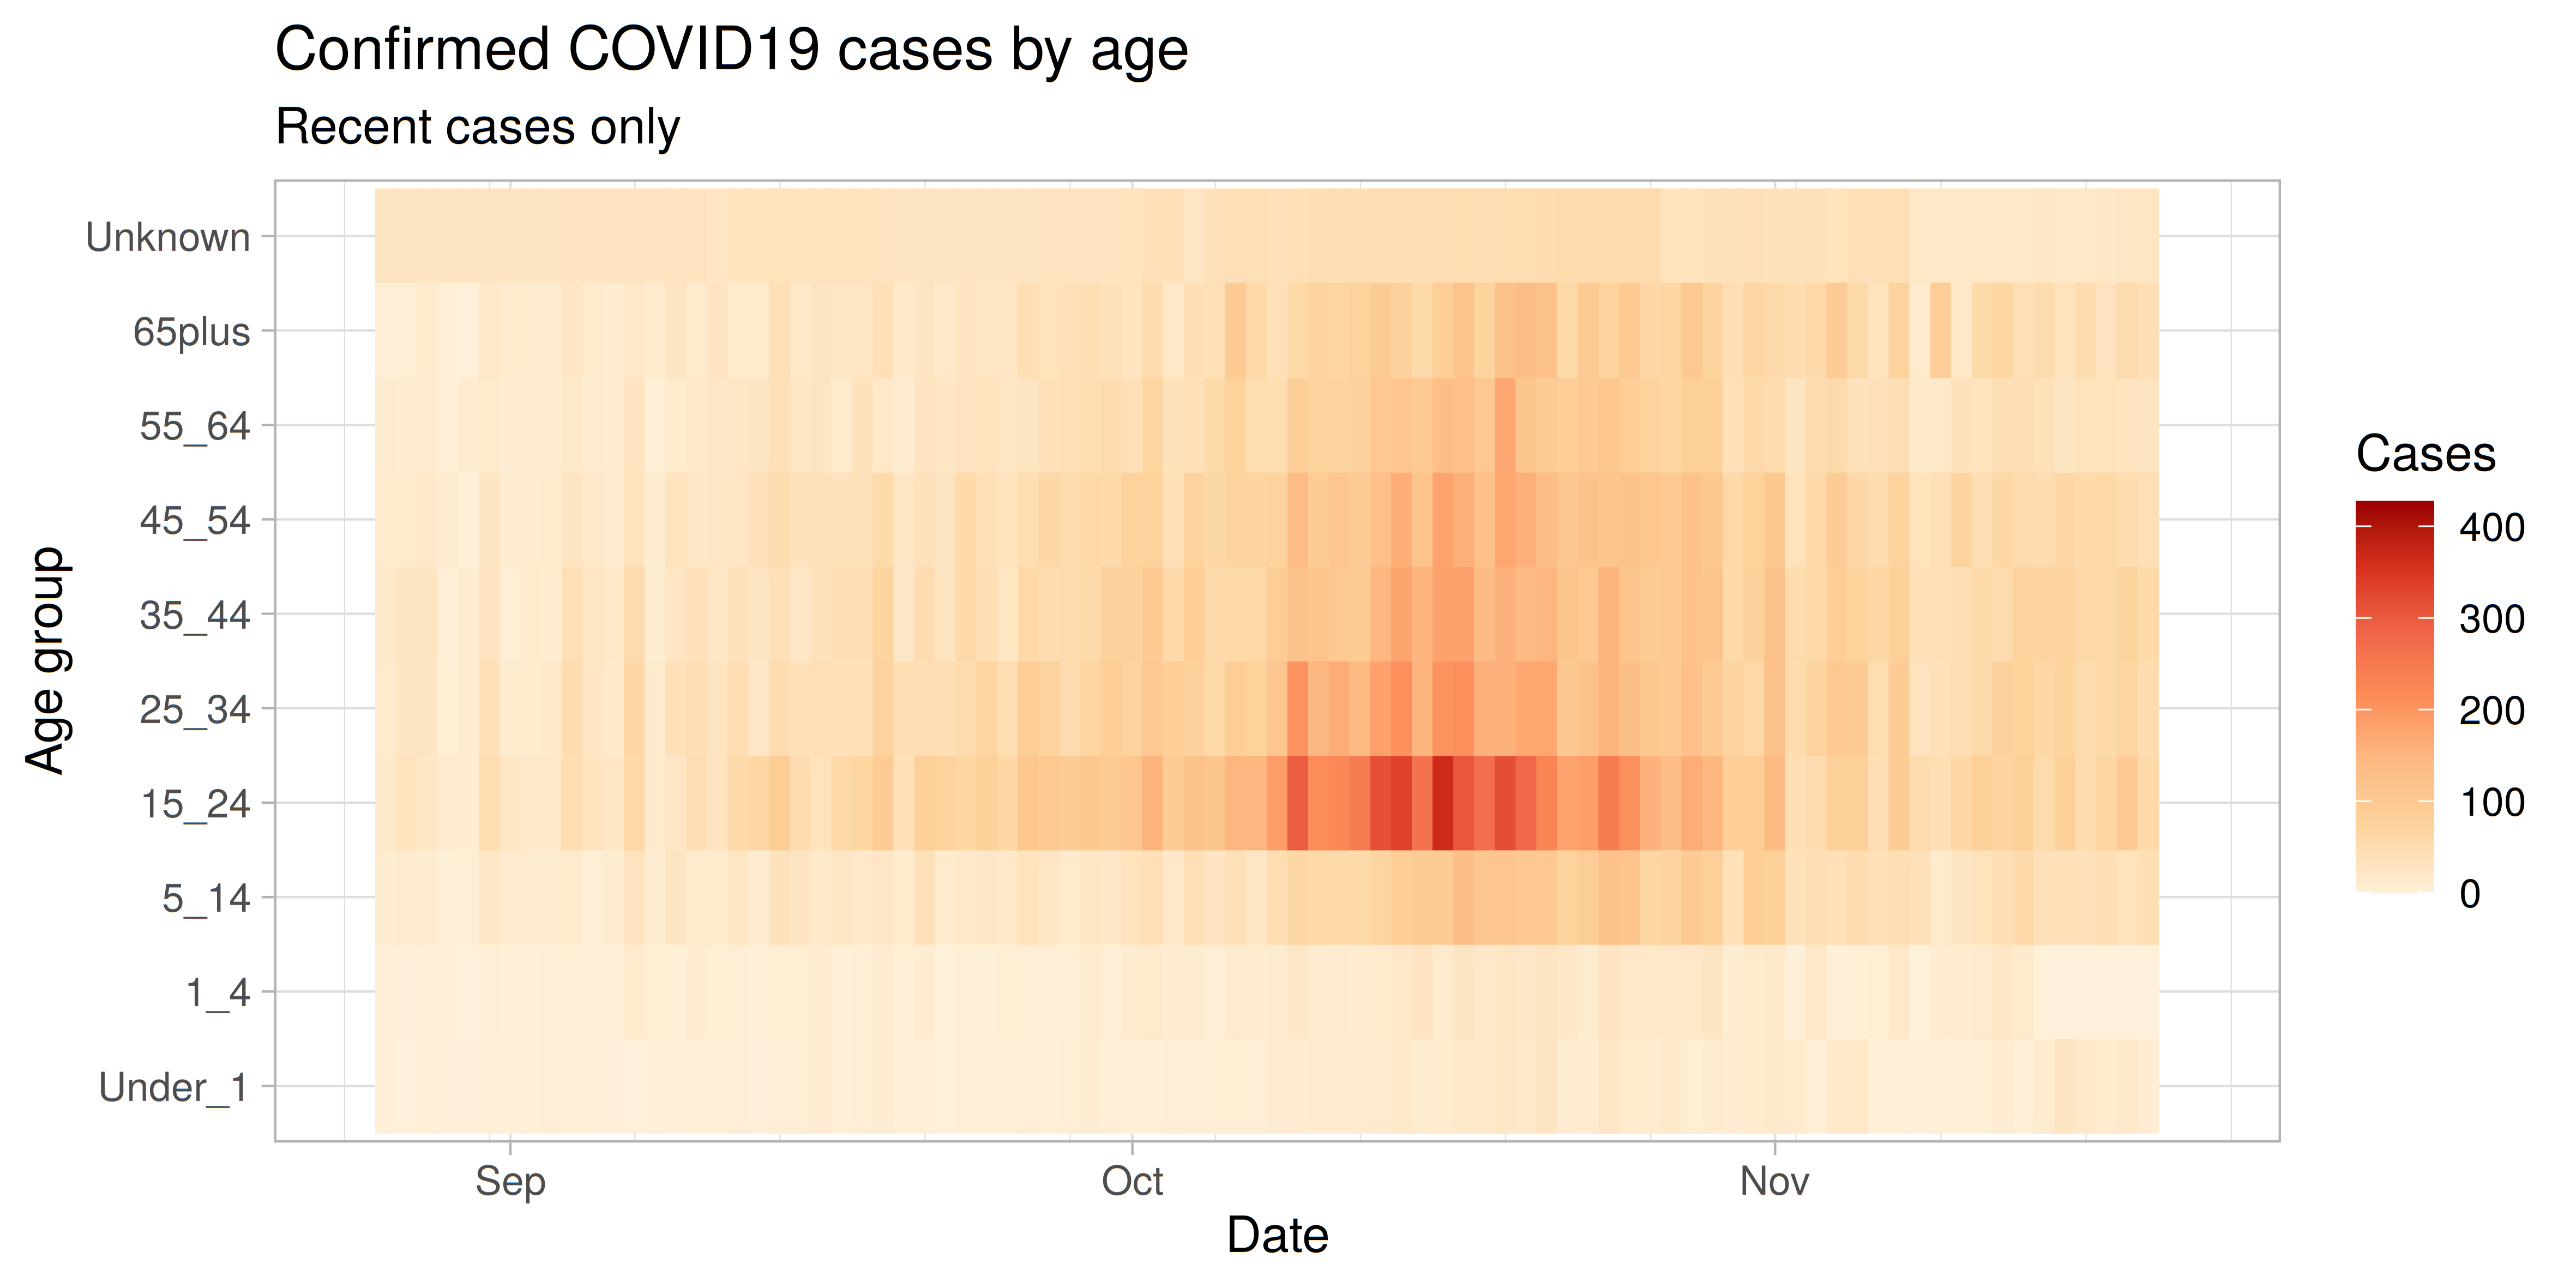 Confirmed COVID19 cases by age
Recent cases only
Age group
Unknown
65plus
55_64
45_54
35_44
25_34
15_24
5_14
1_4
Under_1
Sep
Oct
Nov
Date
Cases
400
300
200
100
0